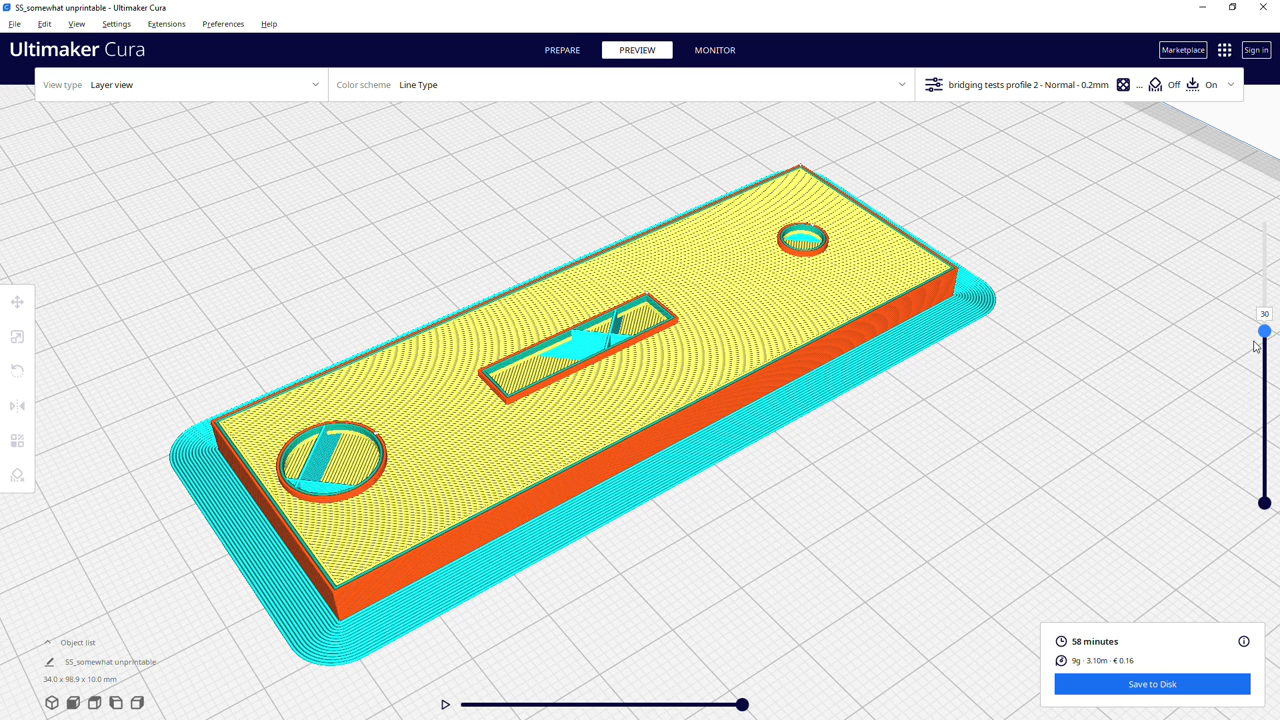 SS_somewhat unprintable - Ultimaker Cura
File Edit View Settings Extensions Preferences Help
Ultimaker Cura PREPARE PREVIEW MONITOR Marketplace Sign in
View type Layer view Color scheme Line Type bridging tests profile 2 - Normal - 0.2mm ... Off On
30
Object list
SS_somewhat unprintable
34.0 x 98.9 x 10.0 mm
58 minutes
9g · 3.10m · € 0.16
Save to Disk